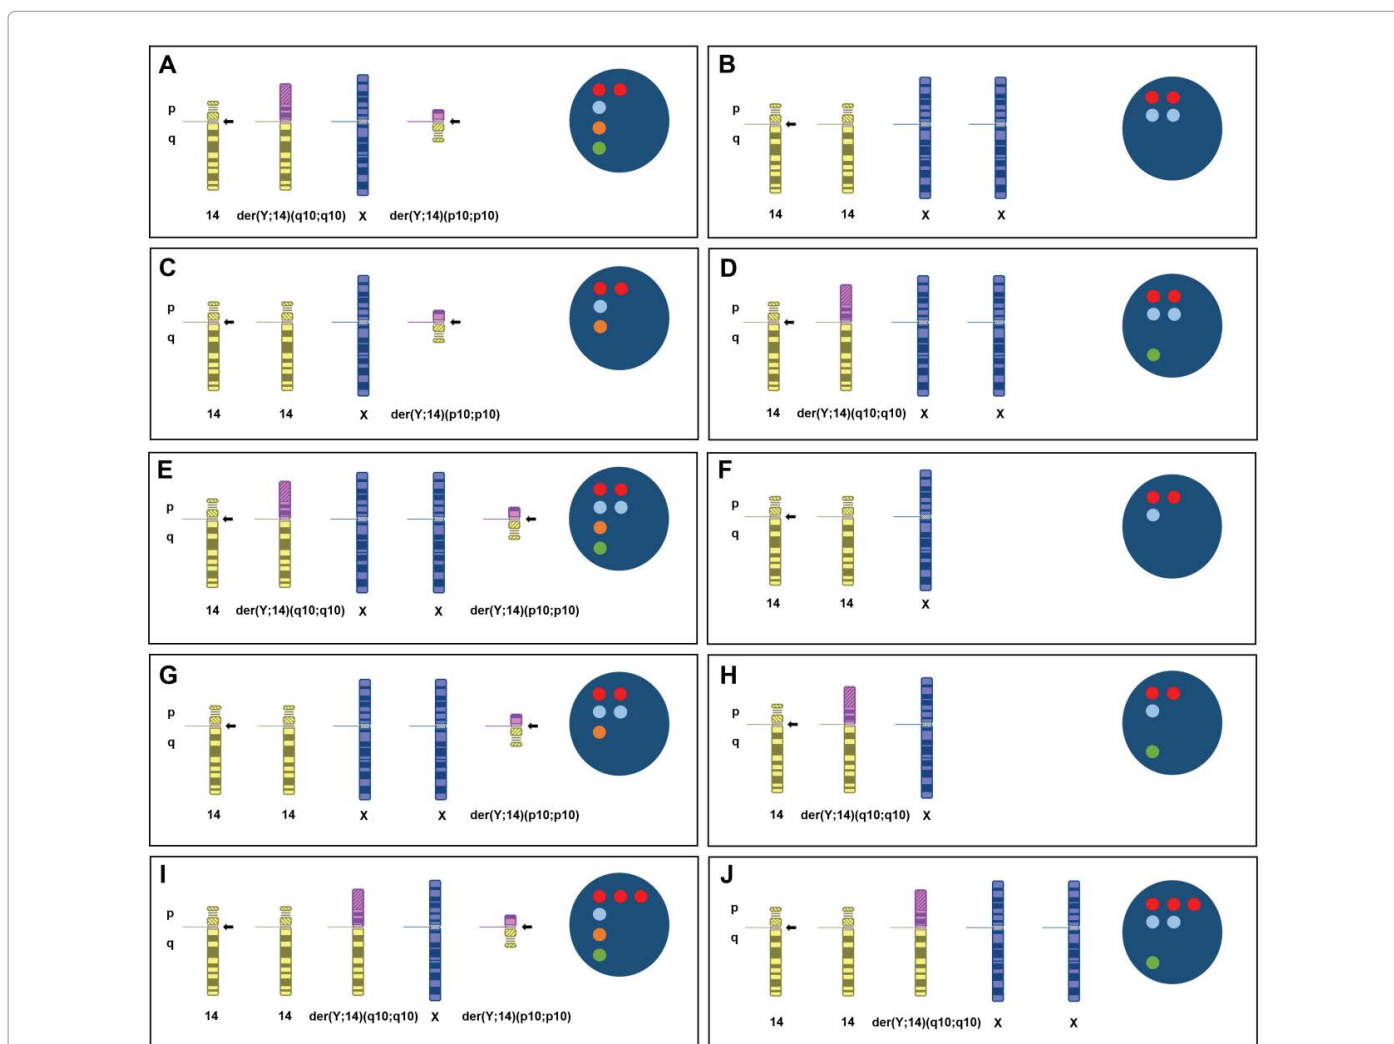 A
p
q
14 der(Y;14)(q10;q10) X der(Y;14)(p10;p10)
B
p
q
14 14 X X
C
p
q
14 14 X der(Y;14)(p10;p10)
D
p
q
14 der(Y;14)(q10;q10) X X
E
p
q
14 der(Y;14)(q10;q10) X X der(Y;14)(p10;p10)
F
p
q
14 14 X
G
p
q
14 14 X X der(Y;14)(p10;p10)
H
p
q
14 der(Y;14)(q10;q10) X
I
p
q
14 14 der(Y;14)(q10;q10) X der(Y;14)(p10;p10)
J
p
q
14 14 der(Y;14)(q10;q10) X X